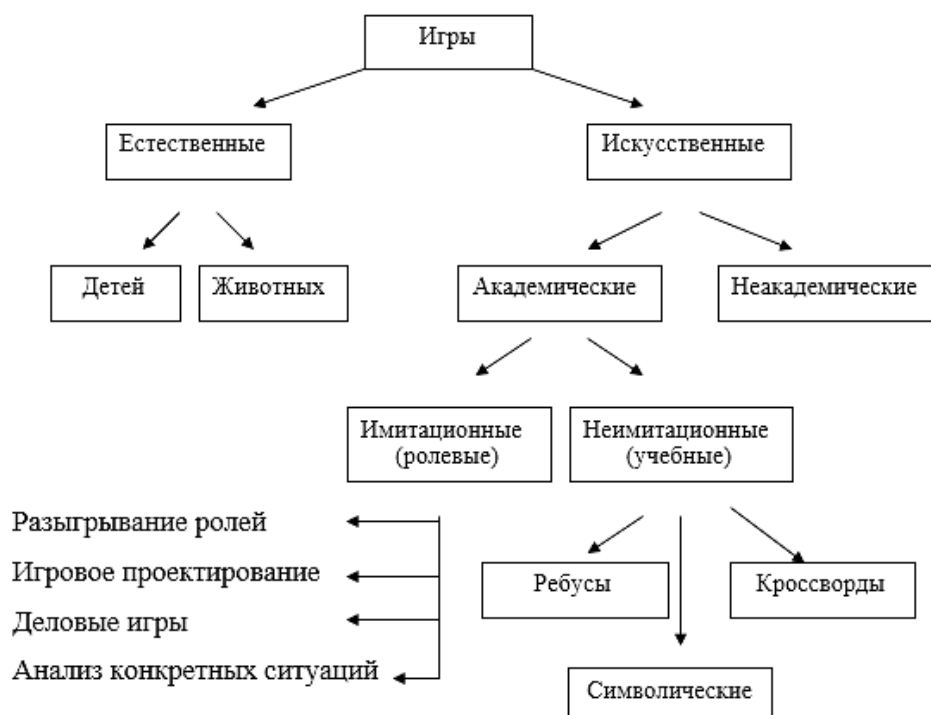 Игры
Естественные
Искусственные
Детей
Животных
Академические
Неакадемические
Имитационные
(ролевые)
Неимитационные
(учебные)
Разыгрывание ролей
Игровое проектирование
Деловые игры
Анализ конкретных ситуаций
Ребусы
Кроссворды
Символические